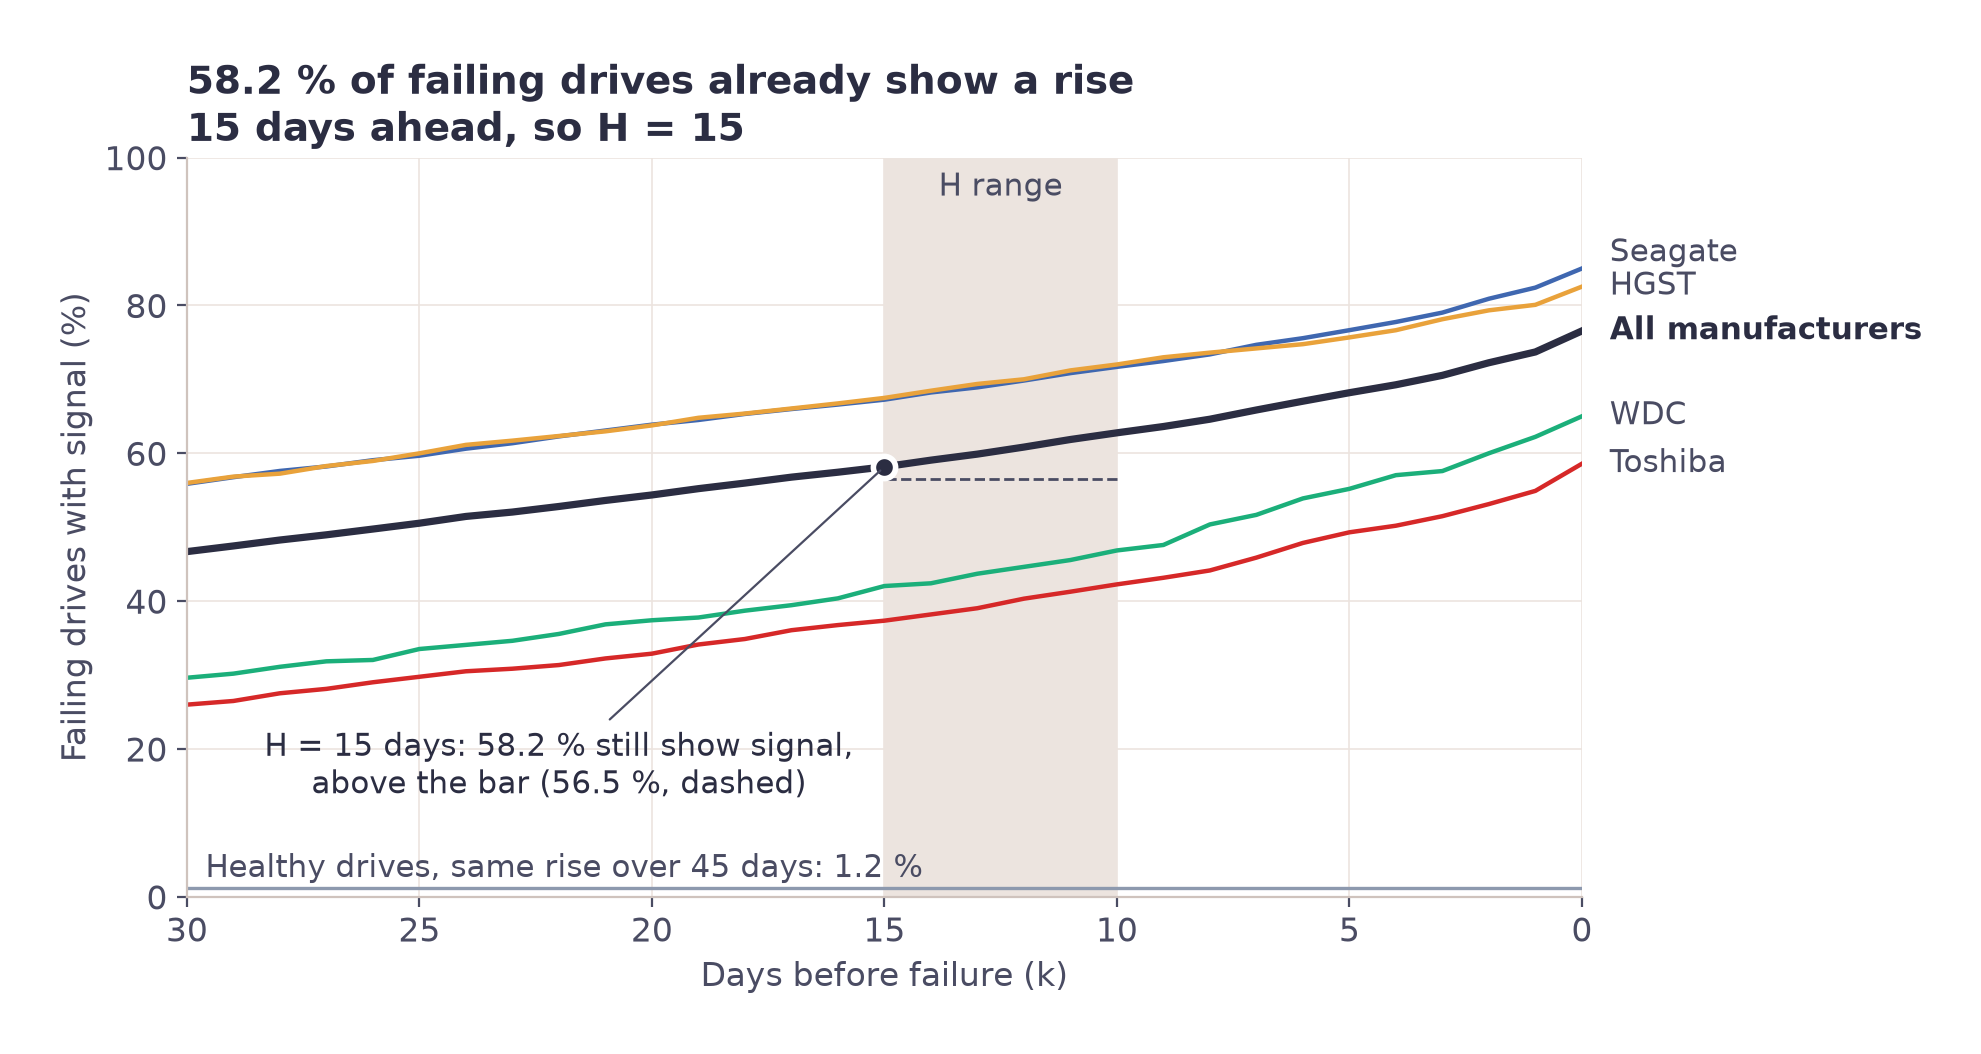 58.2 % of failing drives already show a rise
15 days ahead, so H = 15
Failing drives with signal (%)
100
80
60
40
20
0
H range
Seagate
HGST
All manufacturers
WDC
Toshiba
H = 15 days: 58.2 % still show signal,
above the bar (56.5 %, dashed)
Healthy drives, same rise over 45 days: 1.2 %
30 25 20 15 10 5 0
Days before failure (k)